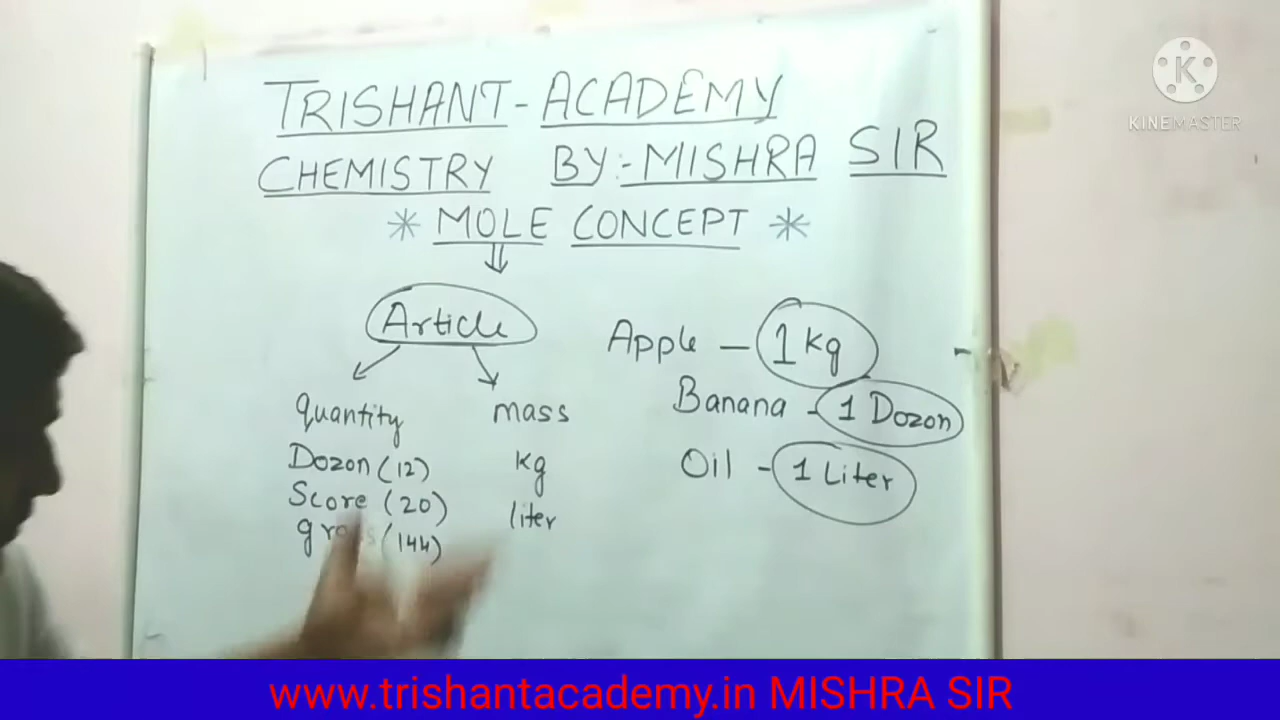 TRISHANT-ACADEMY
CHEMISTRY BY:-MISHRA SIR
* MOLE CONCEPT *
Article
quantity mass
Dozon (12) kg
Score (20) liter
(144)
Apple - 1 kg
Banana - 1 Dozon
Oil - 1 Liter
KINEMASTER
www.trishantacademy.in MISHRA SIR